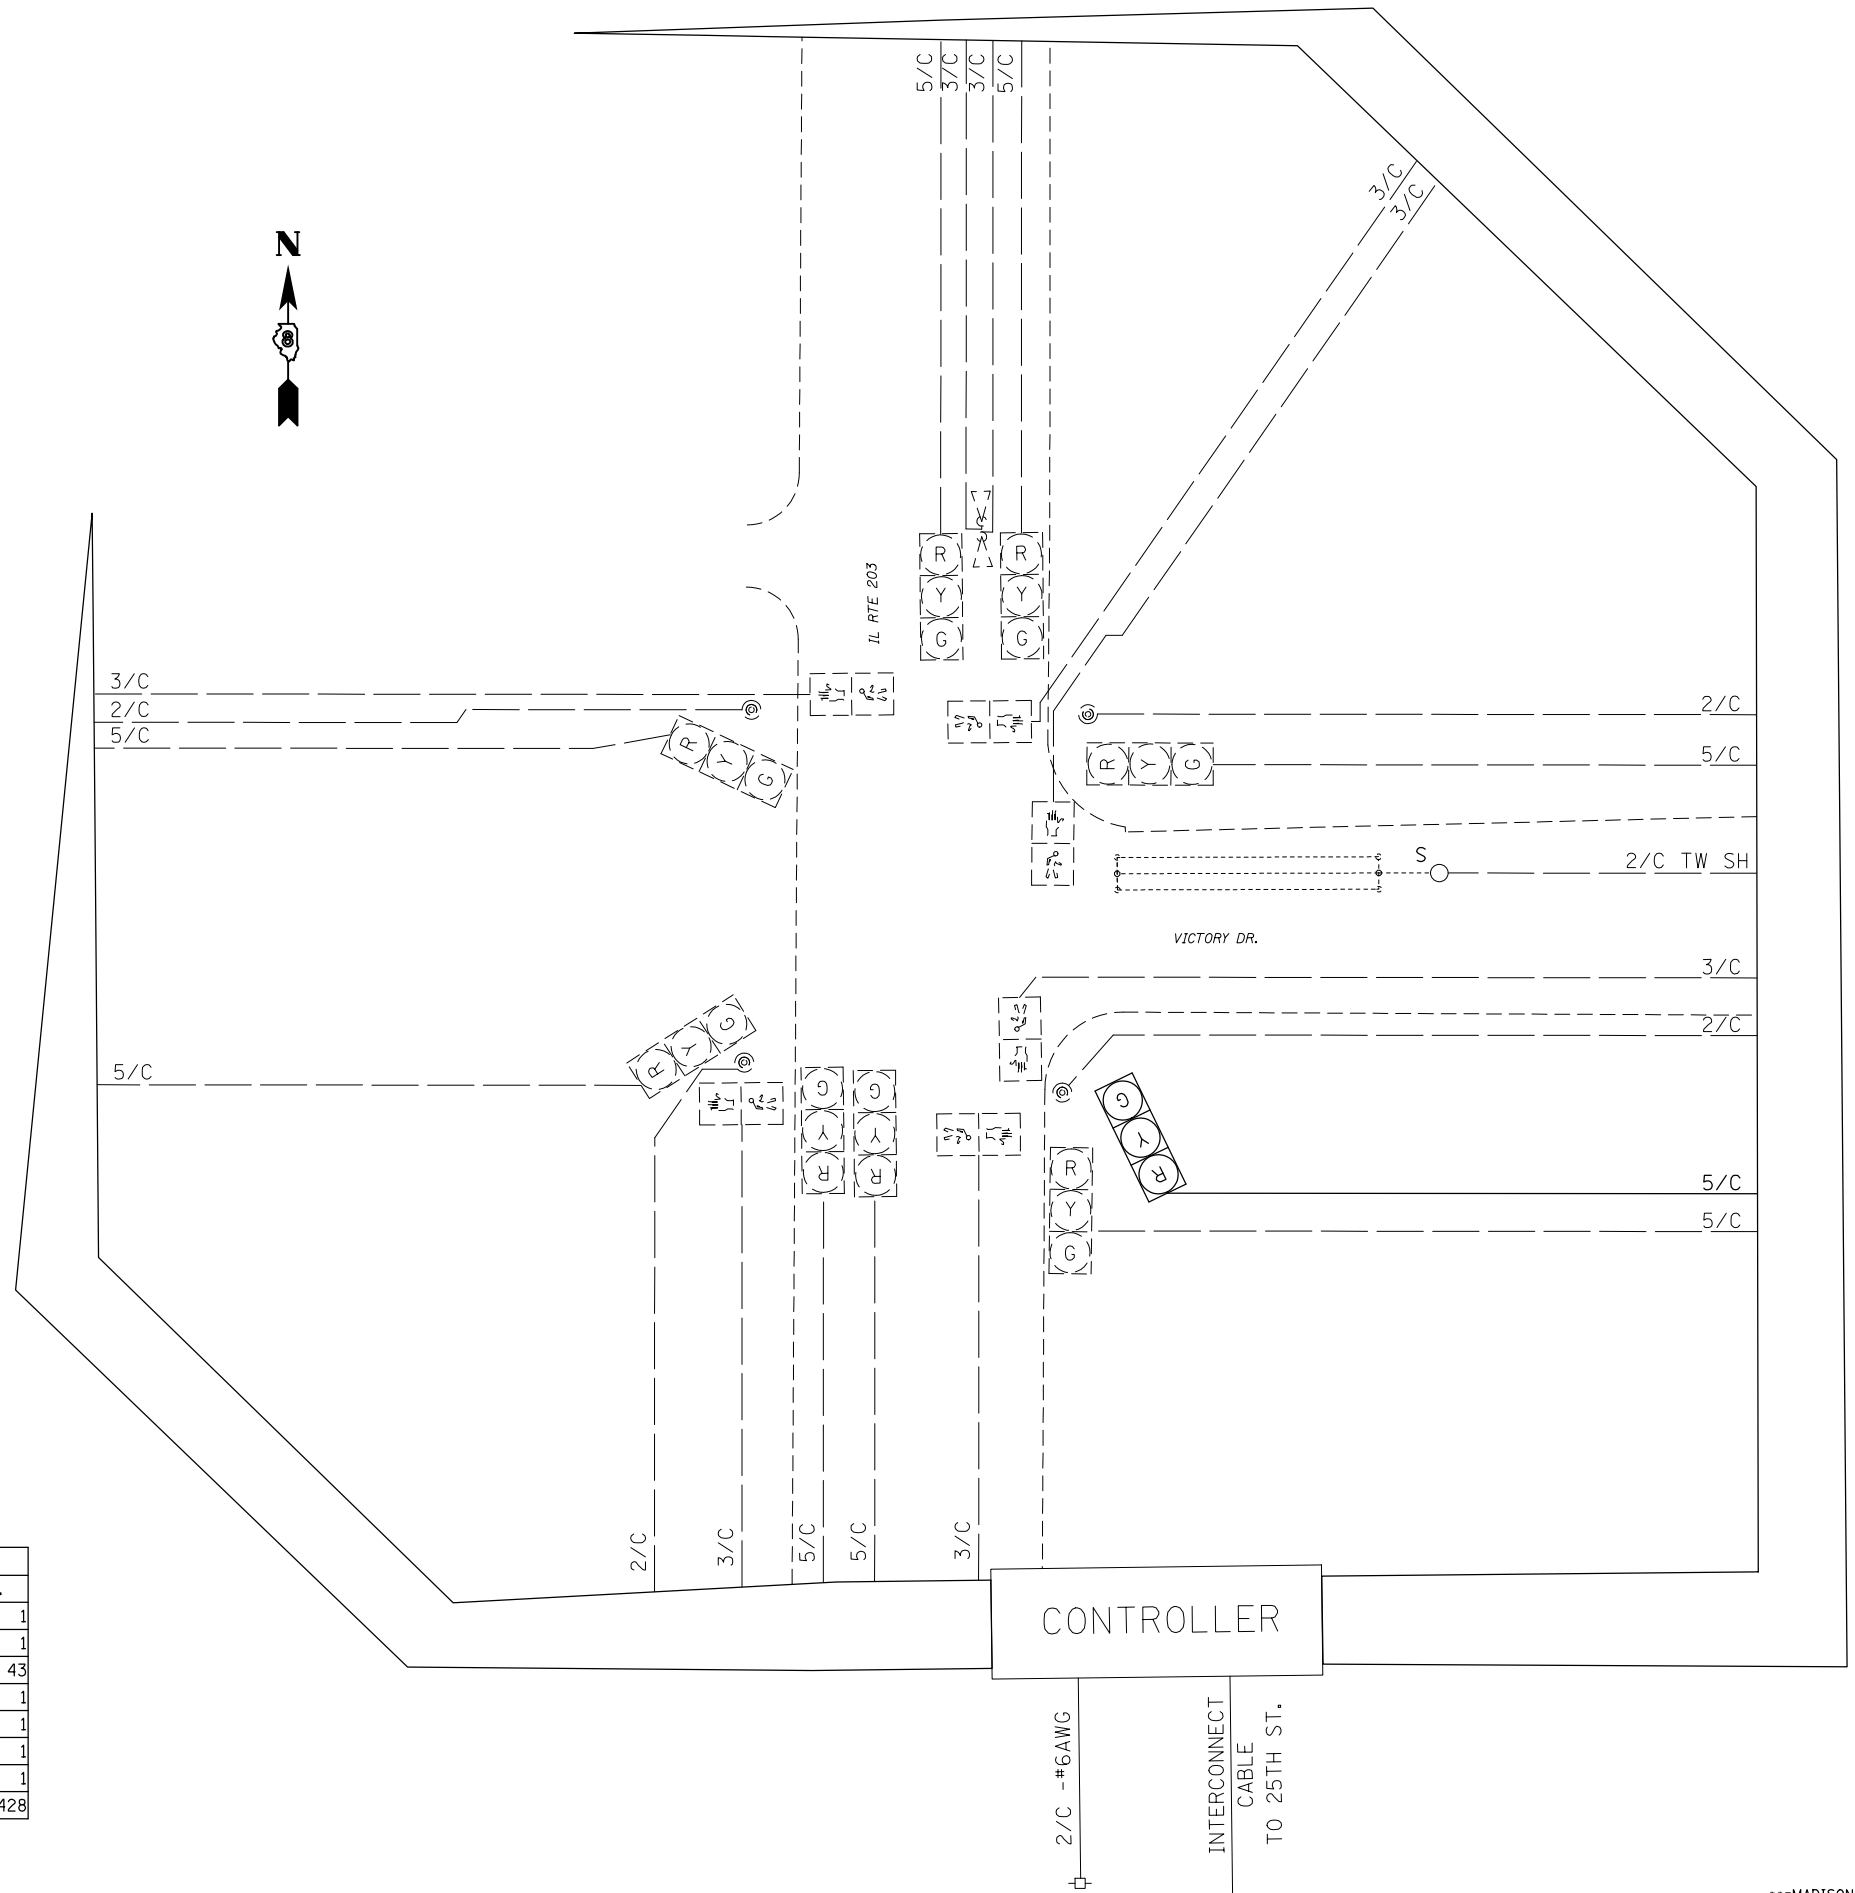 5/C
3/C
3/C
5/C
3/C
3/C
N
8
R
R
Y
Y
G
G
IL RTE 203
3/C
2/C
5/C
R
Y
G
2/C
5/C
R
Y
G
S
2/C TW SH
VICTORY DR.
3/C
2/C
5/C
R
Y
G
G
Y
R
G
Y
R
G
Y
R
R
Y
G
5/C
5/C
2/C
3/C
5/C
5/C
3/C
CONTROLLER
1
1
43
1
1
1
1
428
2/C -#6AWG
INTERCONNECT
CABLE
TO 25TH ST.
MADISON